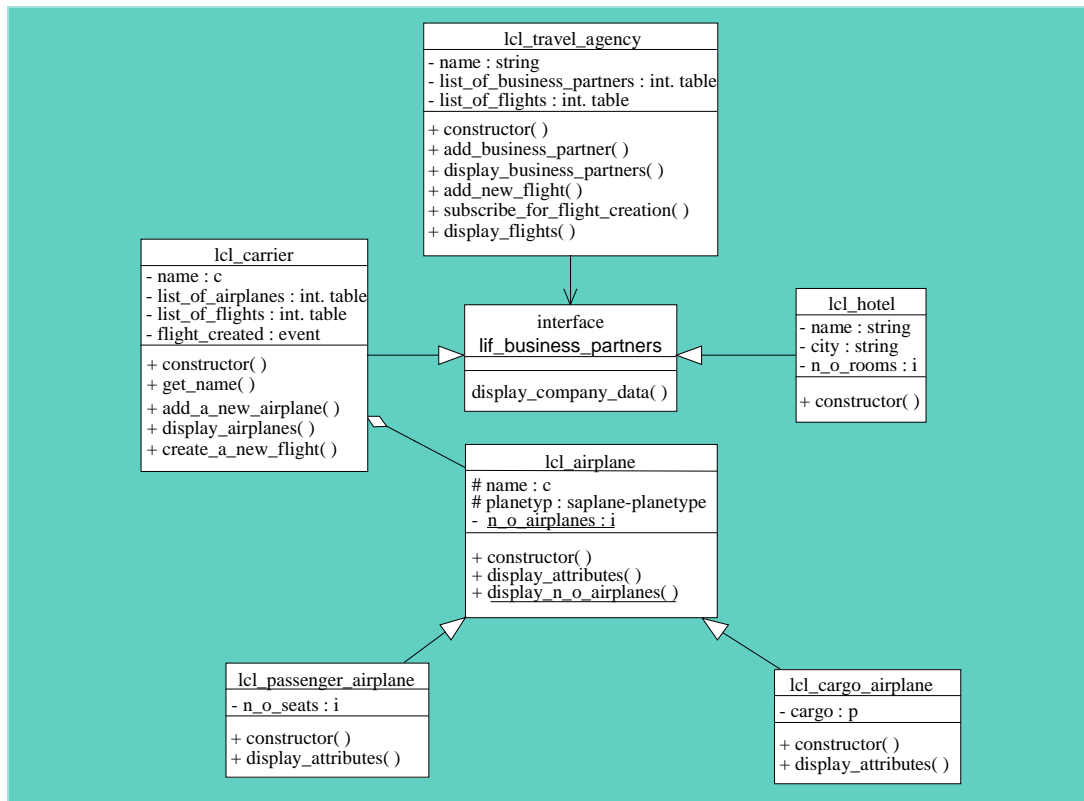 lcl_travel_agency
- name : string
- list_of_business_partners : int. table
- list_of_flights : int. table
+ constructor( )
+ add_business_partner( )
+ display_business_partners( )
+ add_new_flight( )
+ subscribe_for_flight_creation( )
+ display_flights( )
lcl_carrier
- name : c
- list_of_airplanes : int. table
- list_of_flights : int. table
- flight_created : event
+ constructor( )
+ get_name( )
+ add_a_new_airplane( )
+ display_airplanes( )
+ create_a_new_flight( )
interface
lif_business_partners
display_company_data( )
lcl_hotel
- name : string
- city : string
- n_o_rooms : i
+ constructor( )
lcl_airplane
# name : c
# planetyp : saplane-planetype
- n_o_airplanes : i
+ constructor( )
+ display_attributes( )
+ display_n_o_airplanes( )
lcl_passenger_airplane
- n_o_seats : i
+ constructor( )
+ display_attributes( )
lcl_cargo_airplane
- cargo : p
+ constructor( )
+ display_attributes( )